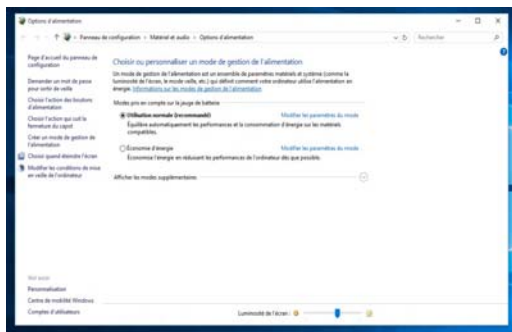 Options d'alimentation
Panneau de configuration > Matériel et audio > Options d'alimentation
Rechercher
Page d'accueil du panneau de configuration
Demander un mot de passe pour sortir de veille
Choisir l'action des boutons d'alimentation
Choisir l'action qui suit la fermeture du capot
Créer un mode de gestion de l'alimentation
Choisir quand éteindre l'écran
Modifier les conditions de mise en veille de l'ordinateur
Choisir ou personnaliser un mode de gestion de l'alimentation
Un mode de gestion de l'alimentation est un ensemble de paramètres matériels et système (comme la
luminosité de l'écran, le mode veille, etc.) qui définit comment votre ordinateur utilise l'alimentation en
énergie. Informations sur les modes de gestion de l'alimentation
Modes pris en compte sur la jauge de batterie
Utilisation normale (recommandé) Modifier les paramètres du mode
Équilibre automatiquement les performances et la consommation d'énergie sur les matériels
compatibles.
Économie d'énergie Modifier les paramètres du mode
Économise l'énergie en réduisant les performances de l'ordinateur dès que possible.
Afficher les modes supplémentaires
Voir aussi
Personnalisation
Centre de mobilité Windows
Comptes d'utilisateurs
Luminosité de l'écran :